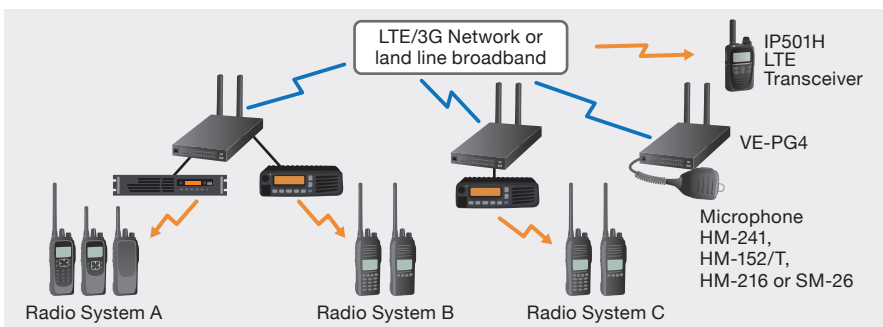 LTE/3G Network or
land line broadband
IP501H
LTE
Transceiver
VE-PG4
Microphone
HM-241,
HM-152/T,
HM-216 or SM-26
Radio System A
Radio System B
Radio System C